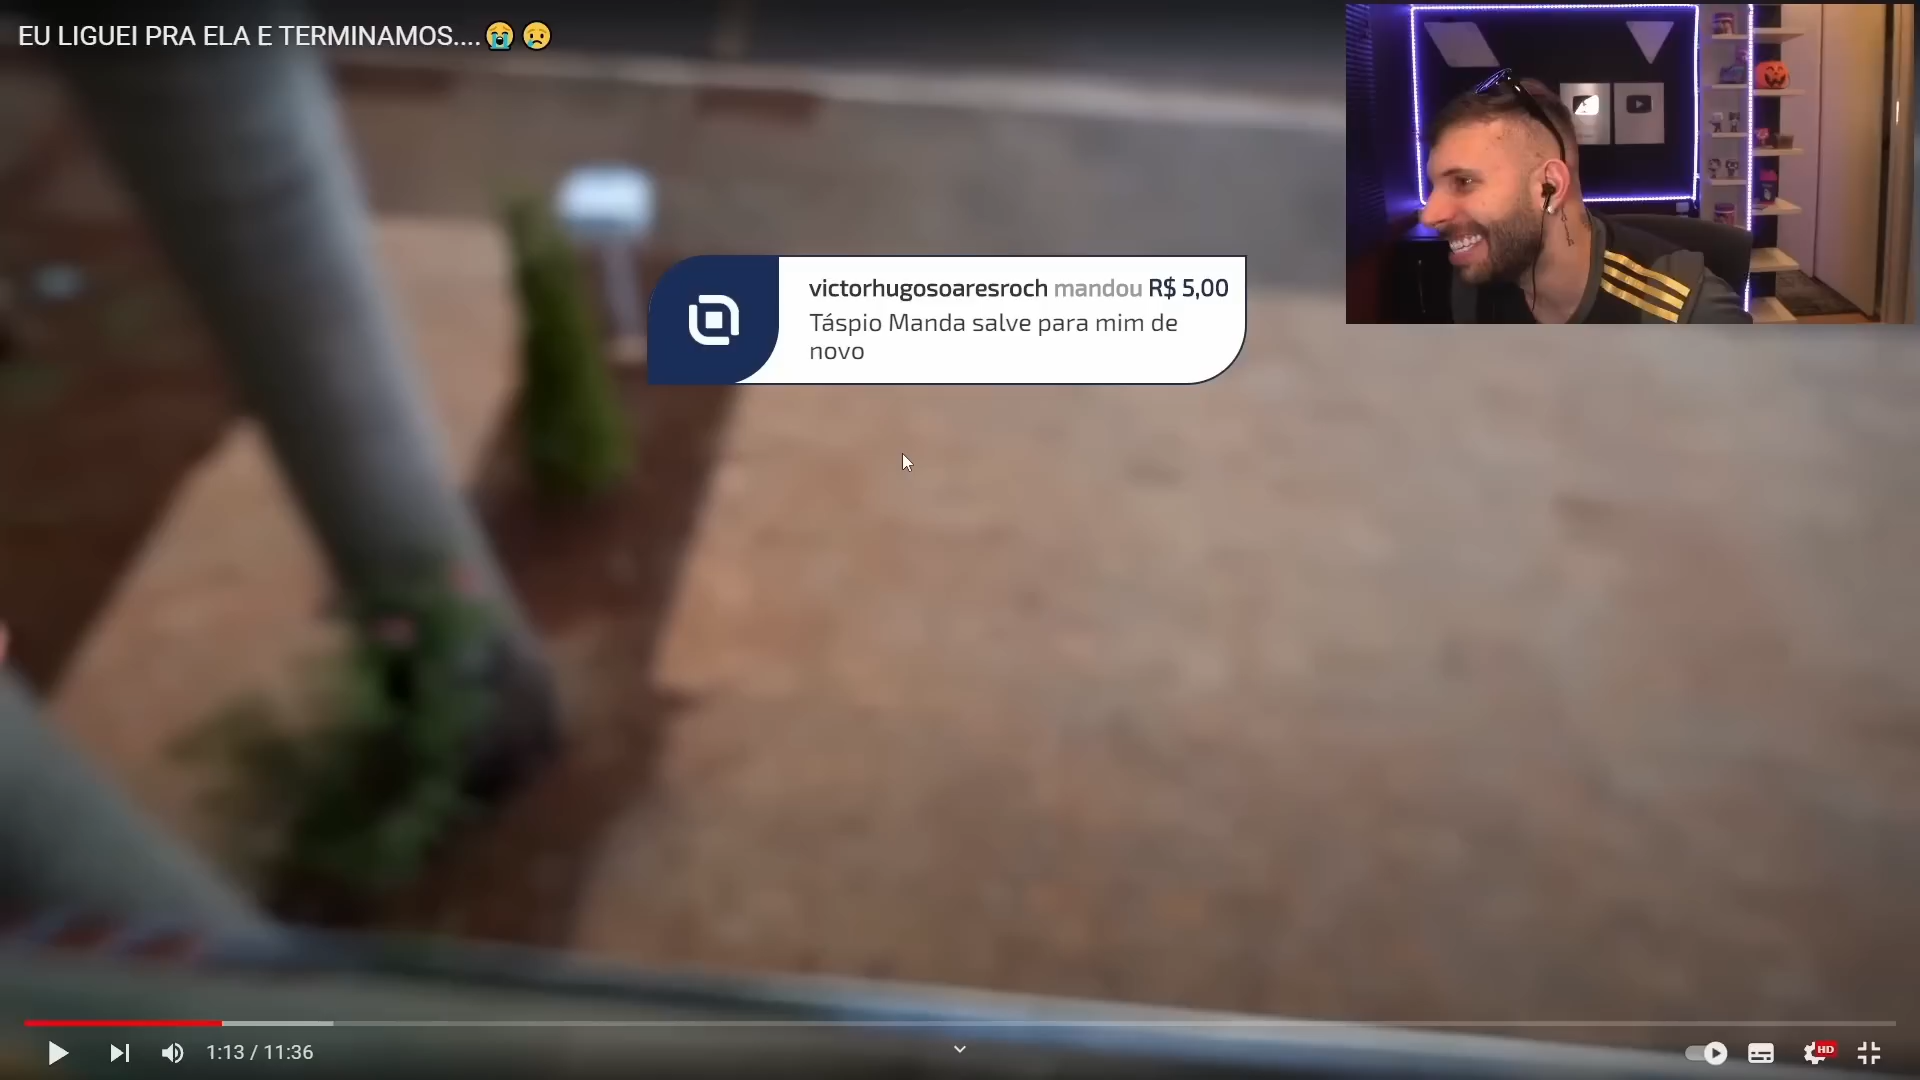 EU LIGUEI PRA ELA E TERMINAMOS....😭😢
victorhugosoaresroch mandou R$ 5,00
Táspio Manda salve para mim de
novo
1:13 / 11:36
HD